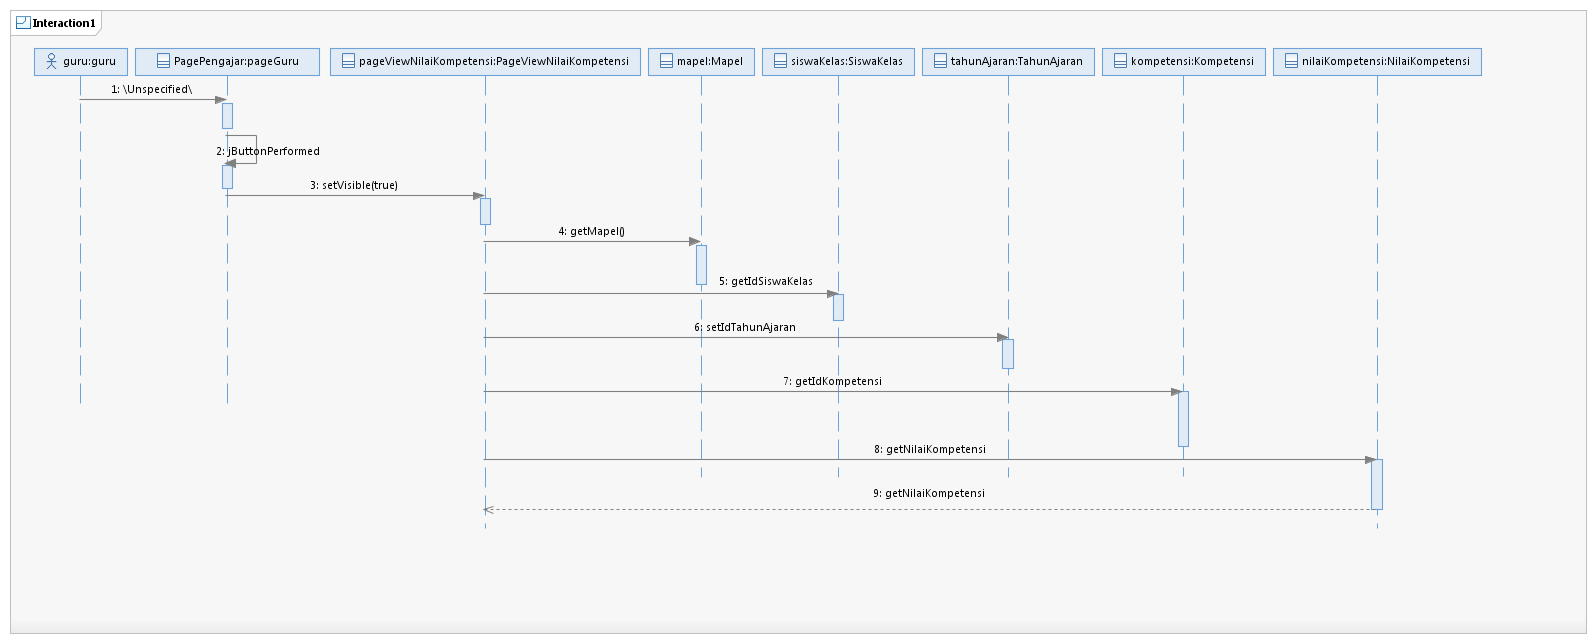 Interaction1
guru:guru
PagePengajar:pageGuru
pageViewNilaiKompetensi:PageViewNilaiKompetensi
mapel:Mapel
siswaKelas:SiswaKelas
tahunAjaran:TahunAjaran
kompetensi:Kompetensi
nilaiKompetensi:NilaiKompetensi
1: \Unspecified\
2: jButtonPerformed
3: setVisible(true)
4: getMapel()
5: getIdSiswaKelas
6: setIdTahunAjaran
7: getIdKompetensi
8: getNilaiKompetensi
9: getNilaiKompetensi